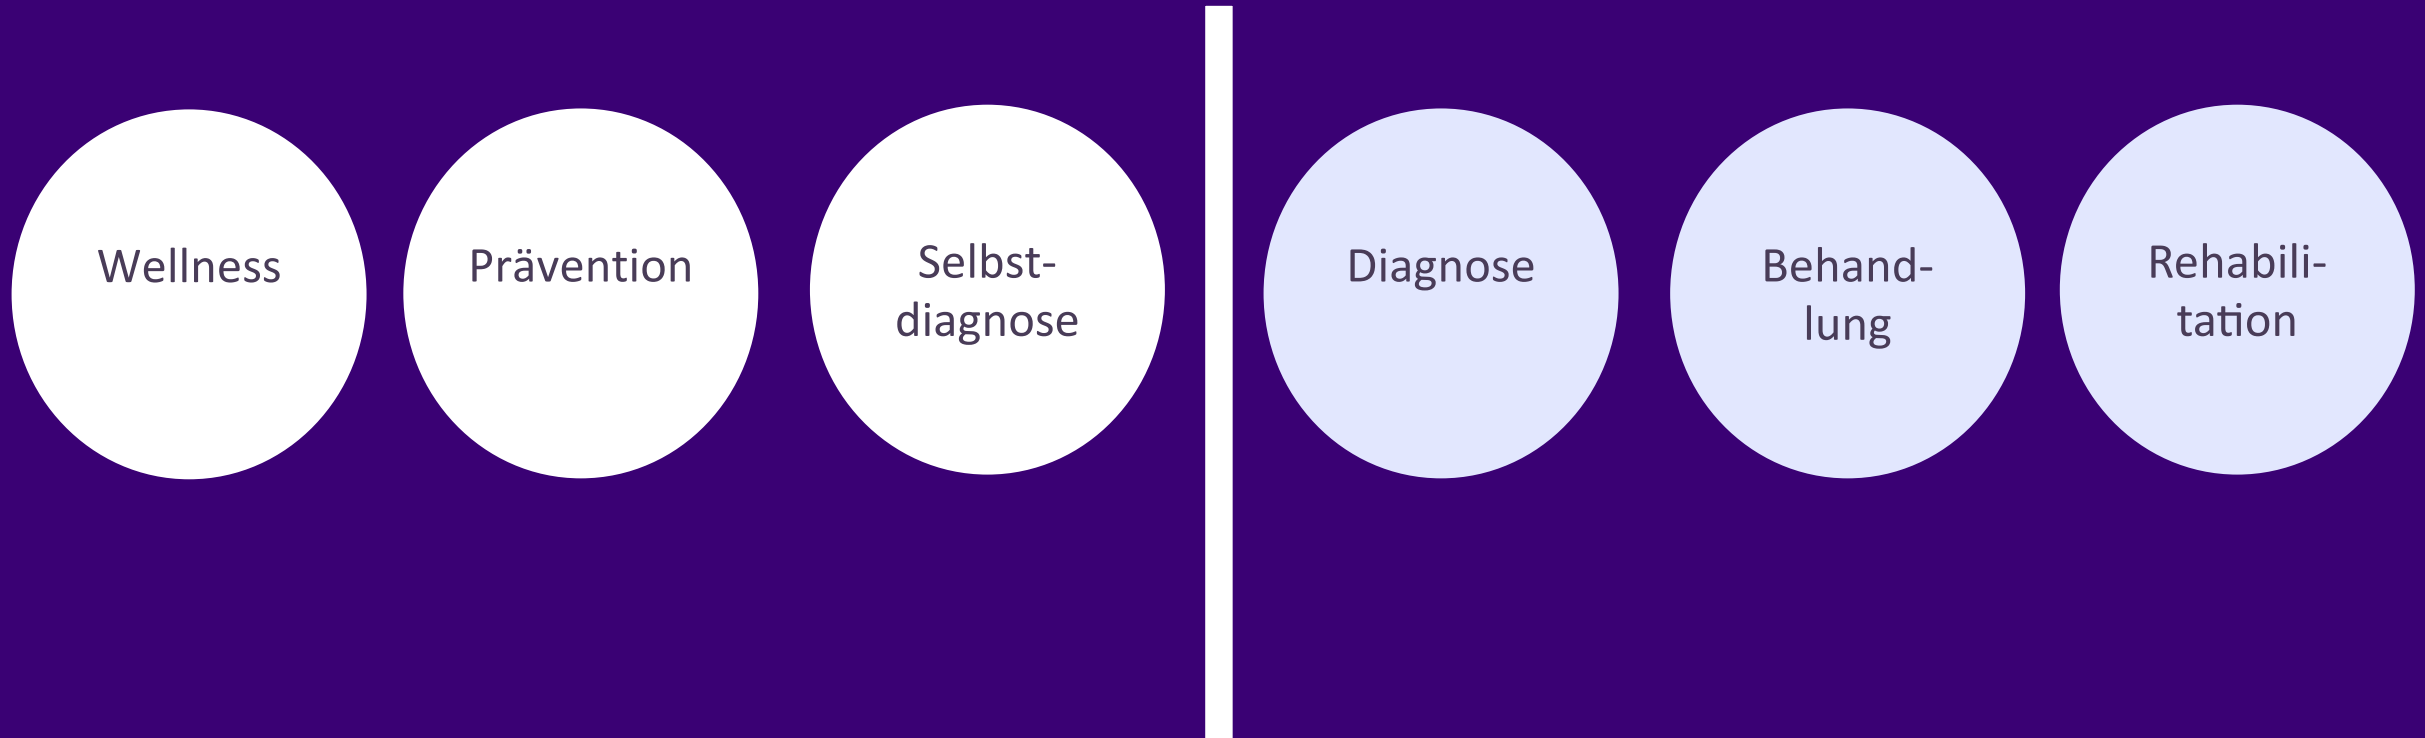 Wellness
Prävention
Selbst-
diagnose
Diagnose
Behand-
lung
Rehabili-
tation